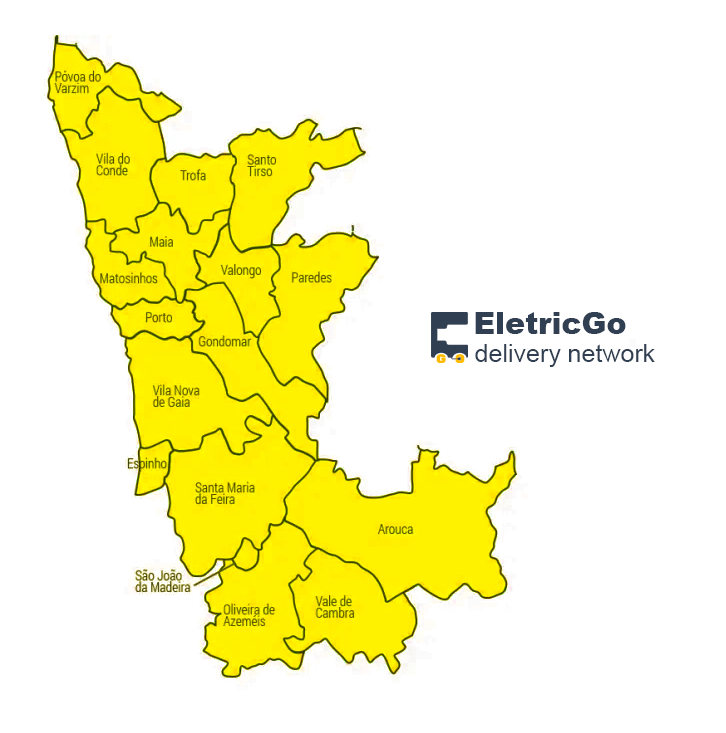 Póvoa do
Varzim
Vila do
Conde
Trofa
Santo
Tirso
Maia
Matosinhos
Valongo
Paredes
Porto
Gondomar
EletricGo
delivery network
Vila Nova
de Gaia
Espinho
Santa Maria
da Feira
Arouca
São João
da Madeira
Oliveira de
Azeméis
Vale de
Cambra